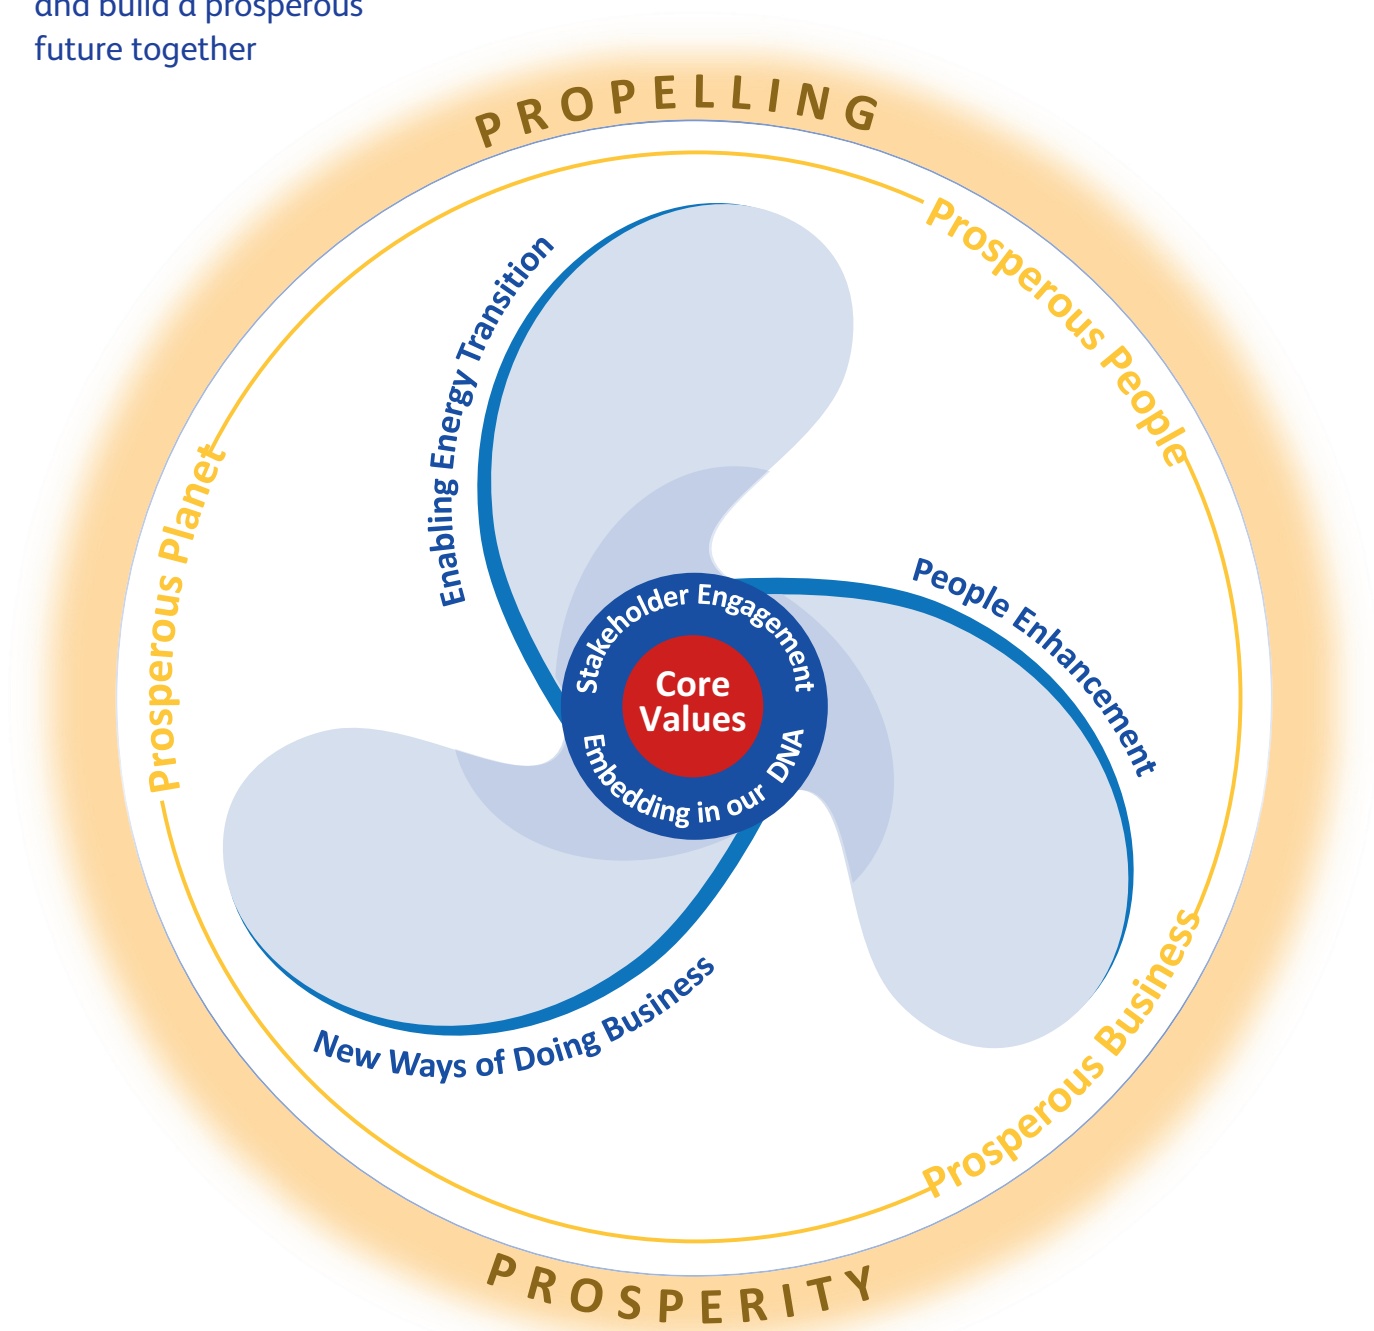 and build a prosperous
future together
PROPELLING
Prosperous People
Enabling Energy Transition
Prosperous Planet
People Enhancement
Stakeholder Engagement
Core
Values
Embedding in our DNA
New Ways of Doing Business
Prosperous Business
PROSPERITY